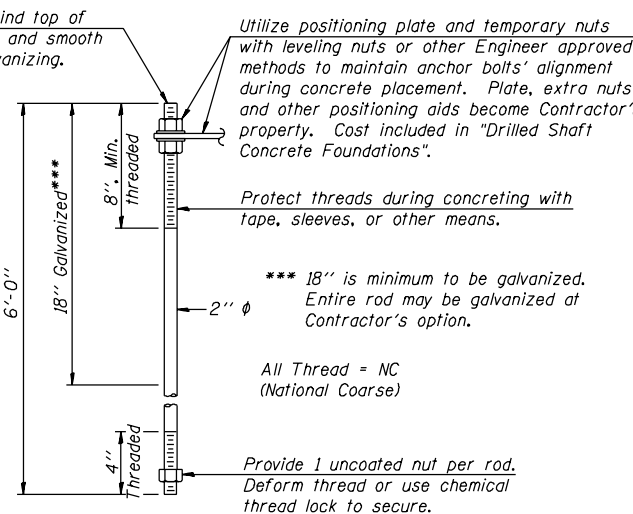 ind top of
and smooth
vanizing.
Utilize positioning plate and temporary nuts
with leveling nuts or other Engineer approved
methods to maintain anchor bolts' alignment
during concrete placement. Plate, extra nuts
and other positioning aids become Contractor's
property. Cost included in "Drilled Shaft
Concrete Foundations".
6'-0"
18" Galvanized***
8". Min.
threaded
Protect threads during concreting with
tape, sleeves, or other means.
*** 18" is minimum to be galvanized.
Entire rod may be galvanized at
Contractor's option.
2" ϕ
All Thread = NC
(National Coarse)
4"
Threaded
Provide 1 uncoated nut per rod.
Deform thread or use chemical
thread lock to secure.